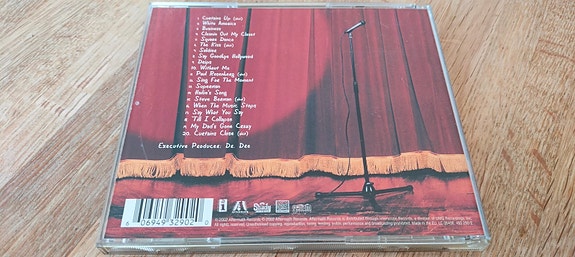 1. Curtains Up (skit)
2. White America
3. Business
4. Cleanin Out My Closet
5. Square Dance
6. The Kiss (skit)
7. Soldier
8. Say Goodbye Hollywood
9. Drips
10. Without Me
11. Paul Rosenberg (skit)
12. Sing For The Moment
13. Superman
14. Hailie's Song
15. Steve Berman (skit)
16. When The Music Stops
17. Say What You Say
18. Till I Collapse
19. My Dad's Gone Crazy
20. Curtains Close (skit)
Executive Producer: Dr. Dre
6 06949 32902 0